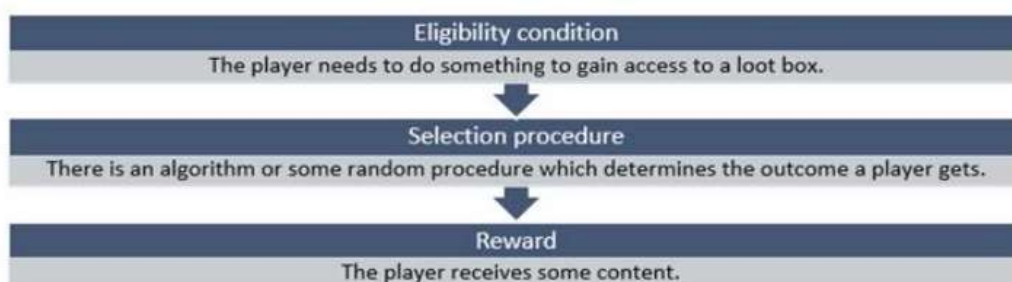 Eligibility condition
The player needs to do something to gain access to a loot box.
Selection procedure
There is an algorithm or some random procedure which determines the outcome a player gets.
Reward
The player receives some content.